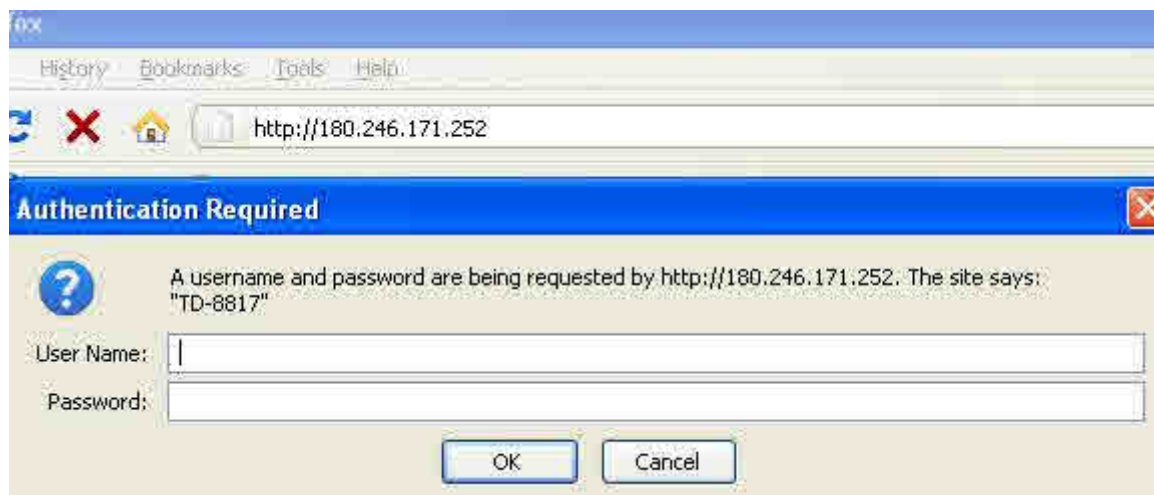 fox
History Bookmarks Tools Help
http://180.246.171.252
Authentication Required
A username and password are being requested by http://180.246.171.252. The site says:
"TD-8817"
User Name:
Password:
OK Cancel